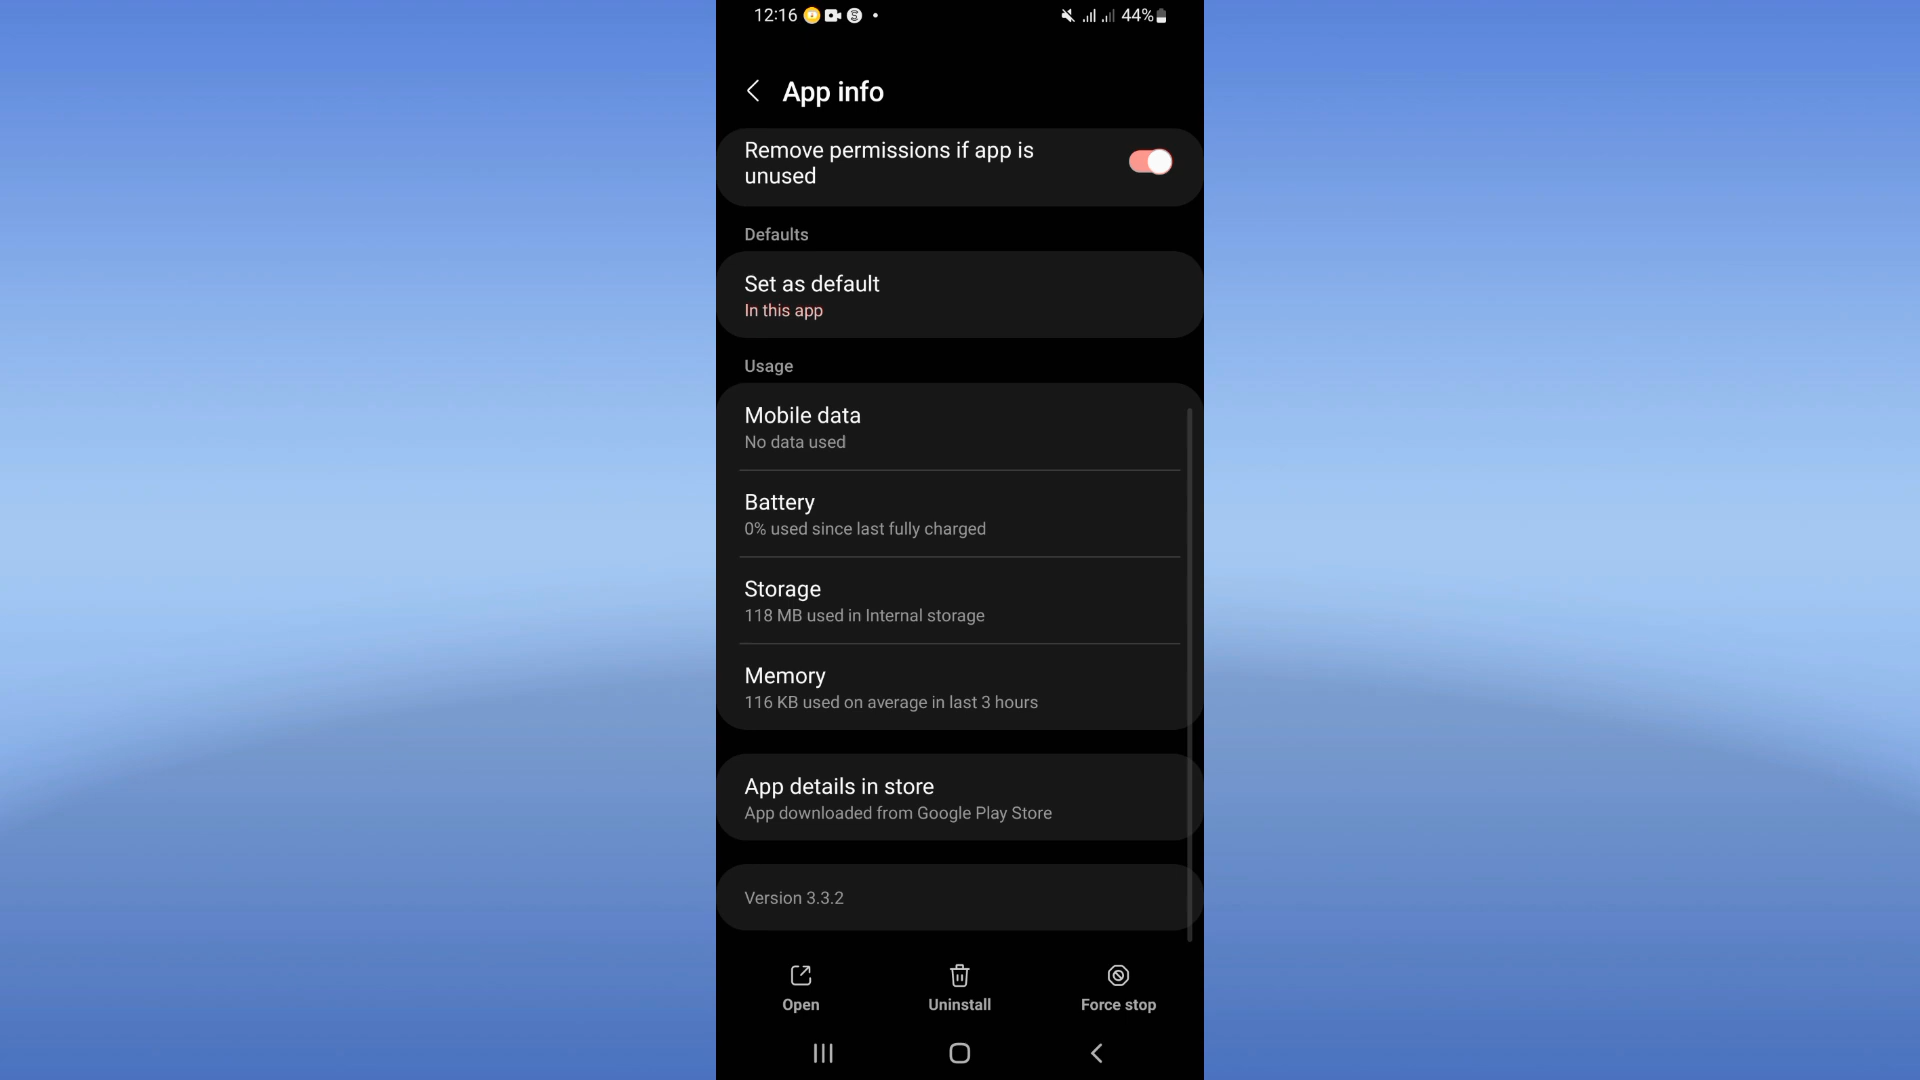 12:16 44%
App info
Remove permissions if app is
unused
Defaults
Set as default
In this app
Usage
Mobile data
No data used
Battery
0% used since last fully charged
Storage
118 MB used in Internal storage
Memory
116 KB used on average in last 3 hours
App details in store
App downloaded from Google Play Store
Version 3.3.2
Open Uninstall Force stop